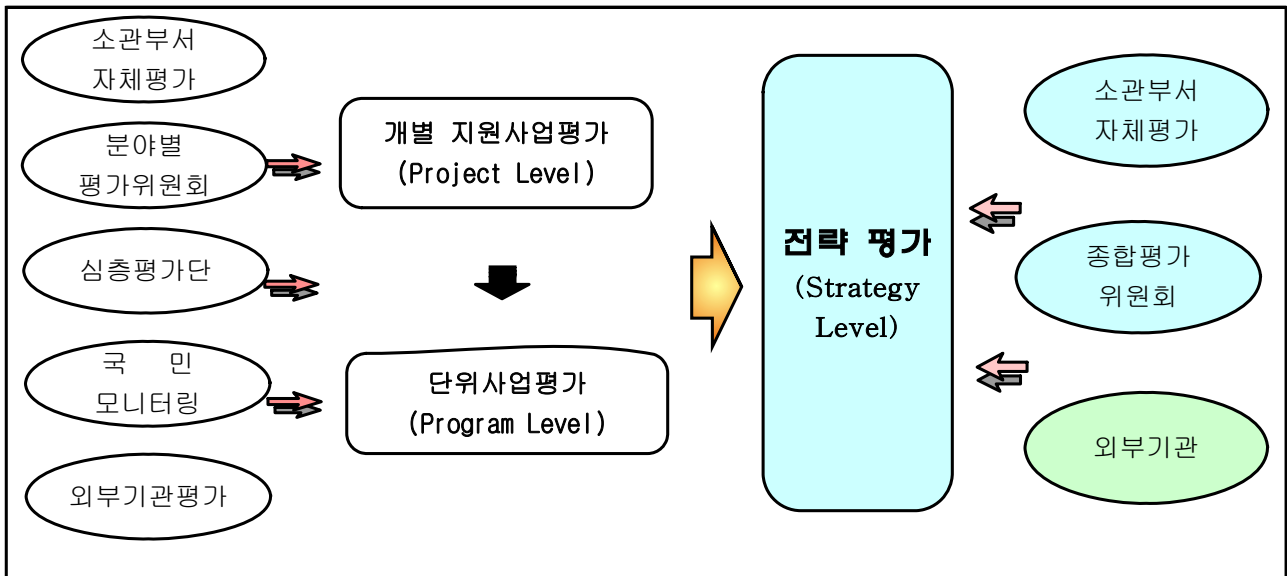 소관부서
자체평가
분야별
평가위원회
심층평가단
국 민
모니터링
외부기관평가
개별 지원사업평가
(Project Level)
단위사업평가
(Program Level)
전략 평가
(Strategy
Level)
소관부서
자체평가
종합평가
위원회
외부기관